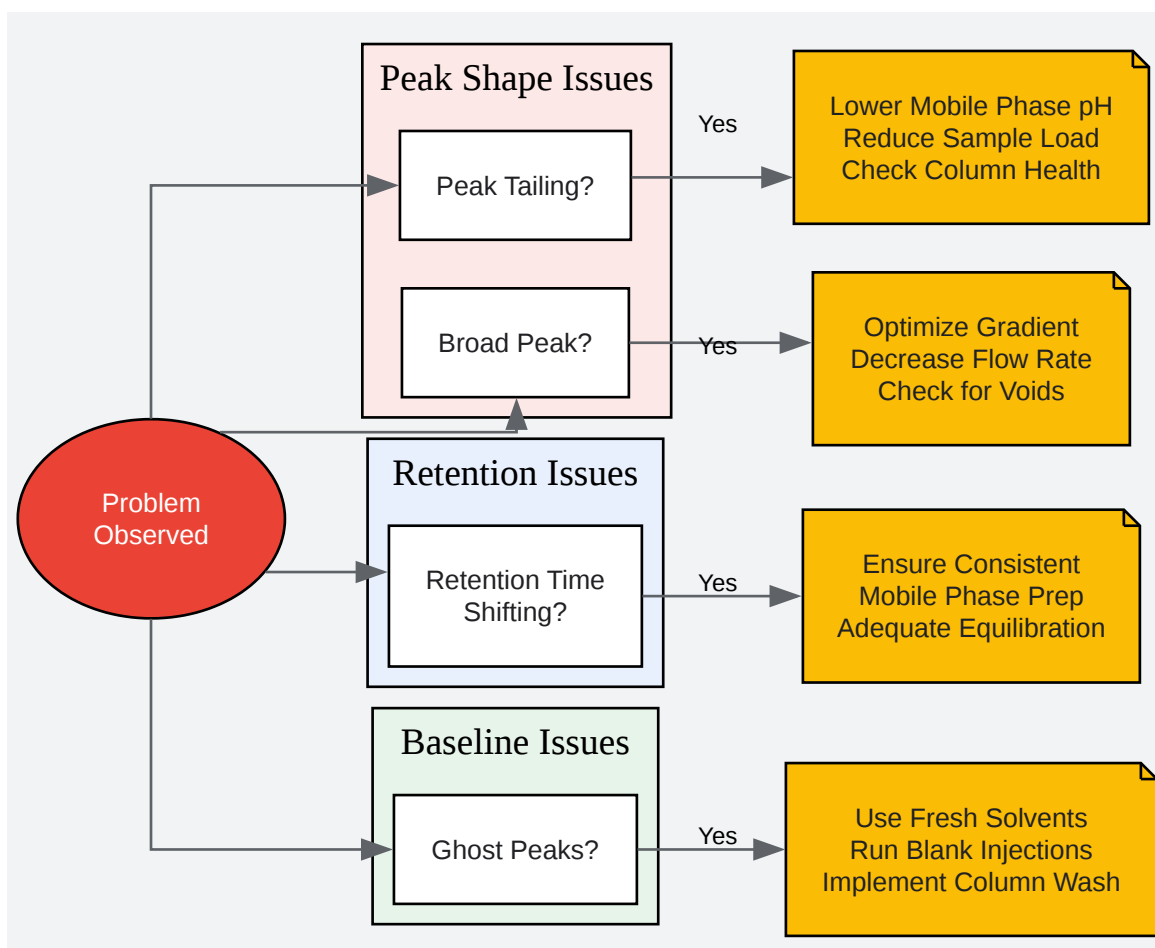 Peak Shape Issues
Peak Tailing?
Yes
Lower Mobile Phase pH
Reduce Sample Load
Check Column Health
Broad Peak?
Yes
Optimize Gradient
Decrease Flow Rate
Check for Voids
Problem
Observed
Retention Issues
Retention Time
Shifting?
Yes
Ensure Consistent
Mobile Phase Prep
Adequate Equilibration
Baseline Issues
Ghost Peaks?
Yes
Use Fresh Solvents
Run Blank Injections
Implement Column Wash